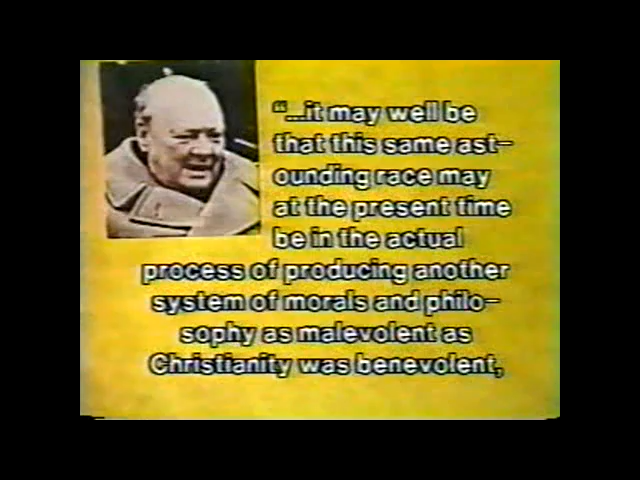 “...it may well be
that this same ast-
ounding race may
at the present time
be in the actual
process of producing another
system of morals and philo-
sophy as malevolent as
Christianity was benevolent,